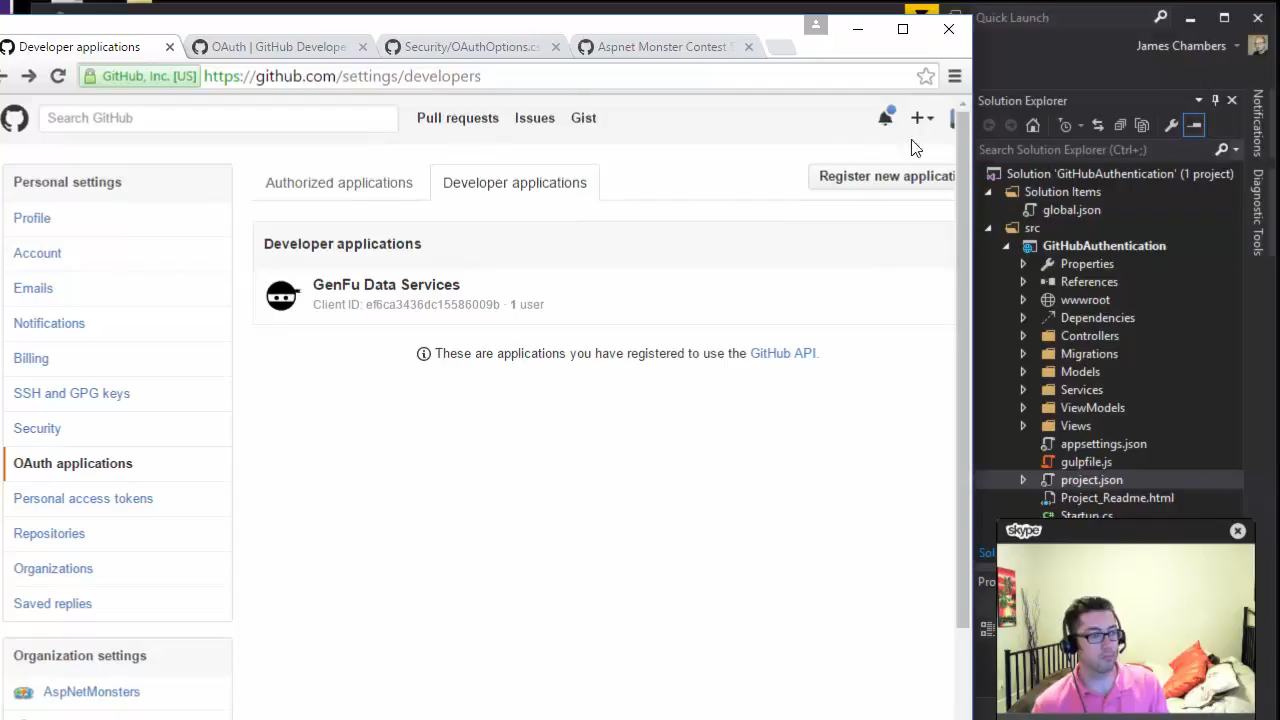 Quick Launch
Developer applications
OAuth | GitHub Develope
Security/OAuthOptions.cs
Aspnet Monster Contest S
James Chambers
GitHub, Inc. [US]
https://github.com/settings/developers
Search GitHub
Pull requests
Issues
Gist
Personal settings
Profile
Account
Emails
Notifications
Billing
SSH and GPG keys
Security
OAuth applications
Personal access tokens
Repositories
Organizations
Saved replies
Organization settings
AspNetMonsters
Authorized applications
Developer applications
Register new applicati
Developer applications
GenFu Data Services
Client ID: ef6ca3436dc15586009b · 1 user
These are applications you have registered to use the GitHub API.
Solution Explorer
Search Solution Explorer (Ctrl+;)
Solution 'GitHubAuthentication' (1 project)
Solution Items
global.json
src
GitHubAuthentication
Properties
References
wwwroot
Dependencies
Controllers
Migrations
Models
Services
ViewModels
Views
appsettings.json
gulpfile.js
project.json
Project_Readme.html
Startup.cs
Sol
Pro
skype
Notifications
Diagnostic Tools